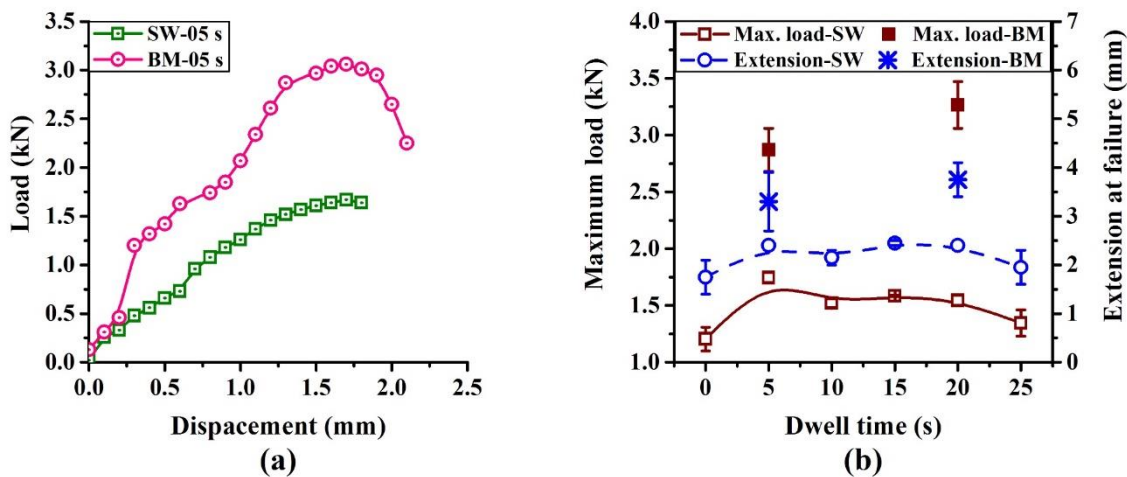 SW-05 s
BM-05 s
Load (kN)
3.5
3.0
2.5
2.0
1.5
1.0
0.5
0.0
0.0 0.5 1.0 1.5 2.0 2.5
Dispacement (mm)
(a)
Max. load-SW Max. load-BM
Extension-SW Extension-BM
Maximum load (kN)
4.0
3.5
3.0
2.5
2.0
1.5
1.0
0 5 10 15 20 25
Dwell time (s)
7
6
5
4
3
2
1
0
Extension at failure (mm)
(b)